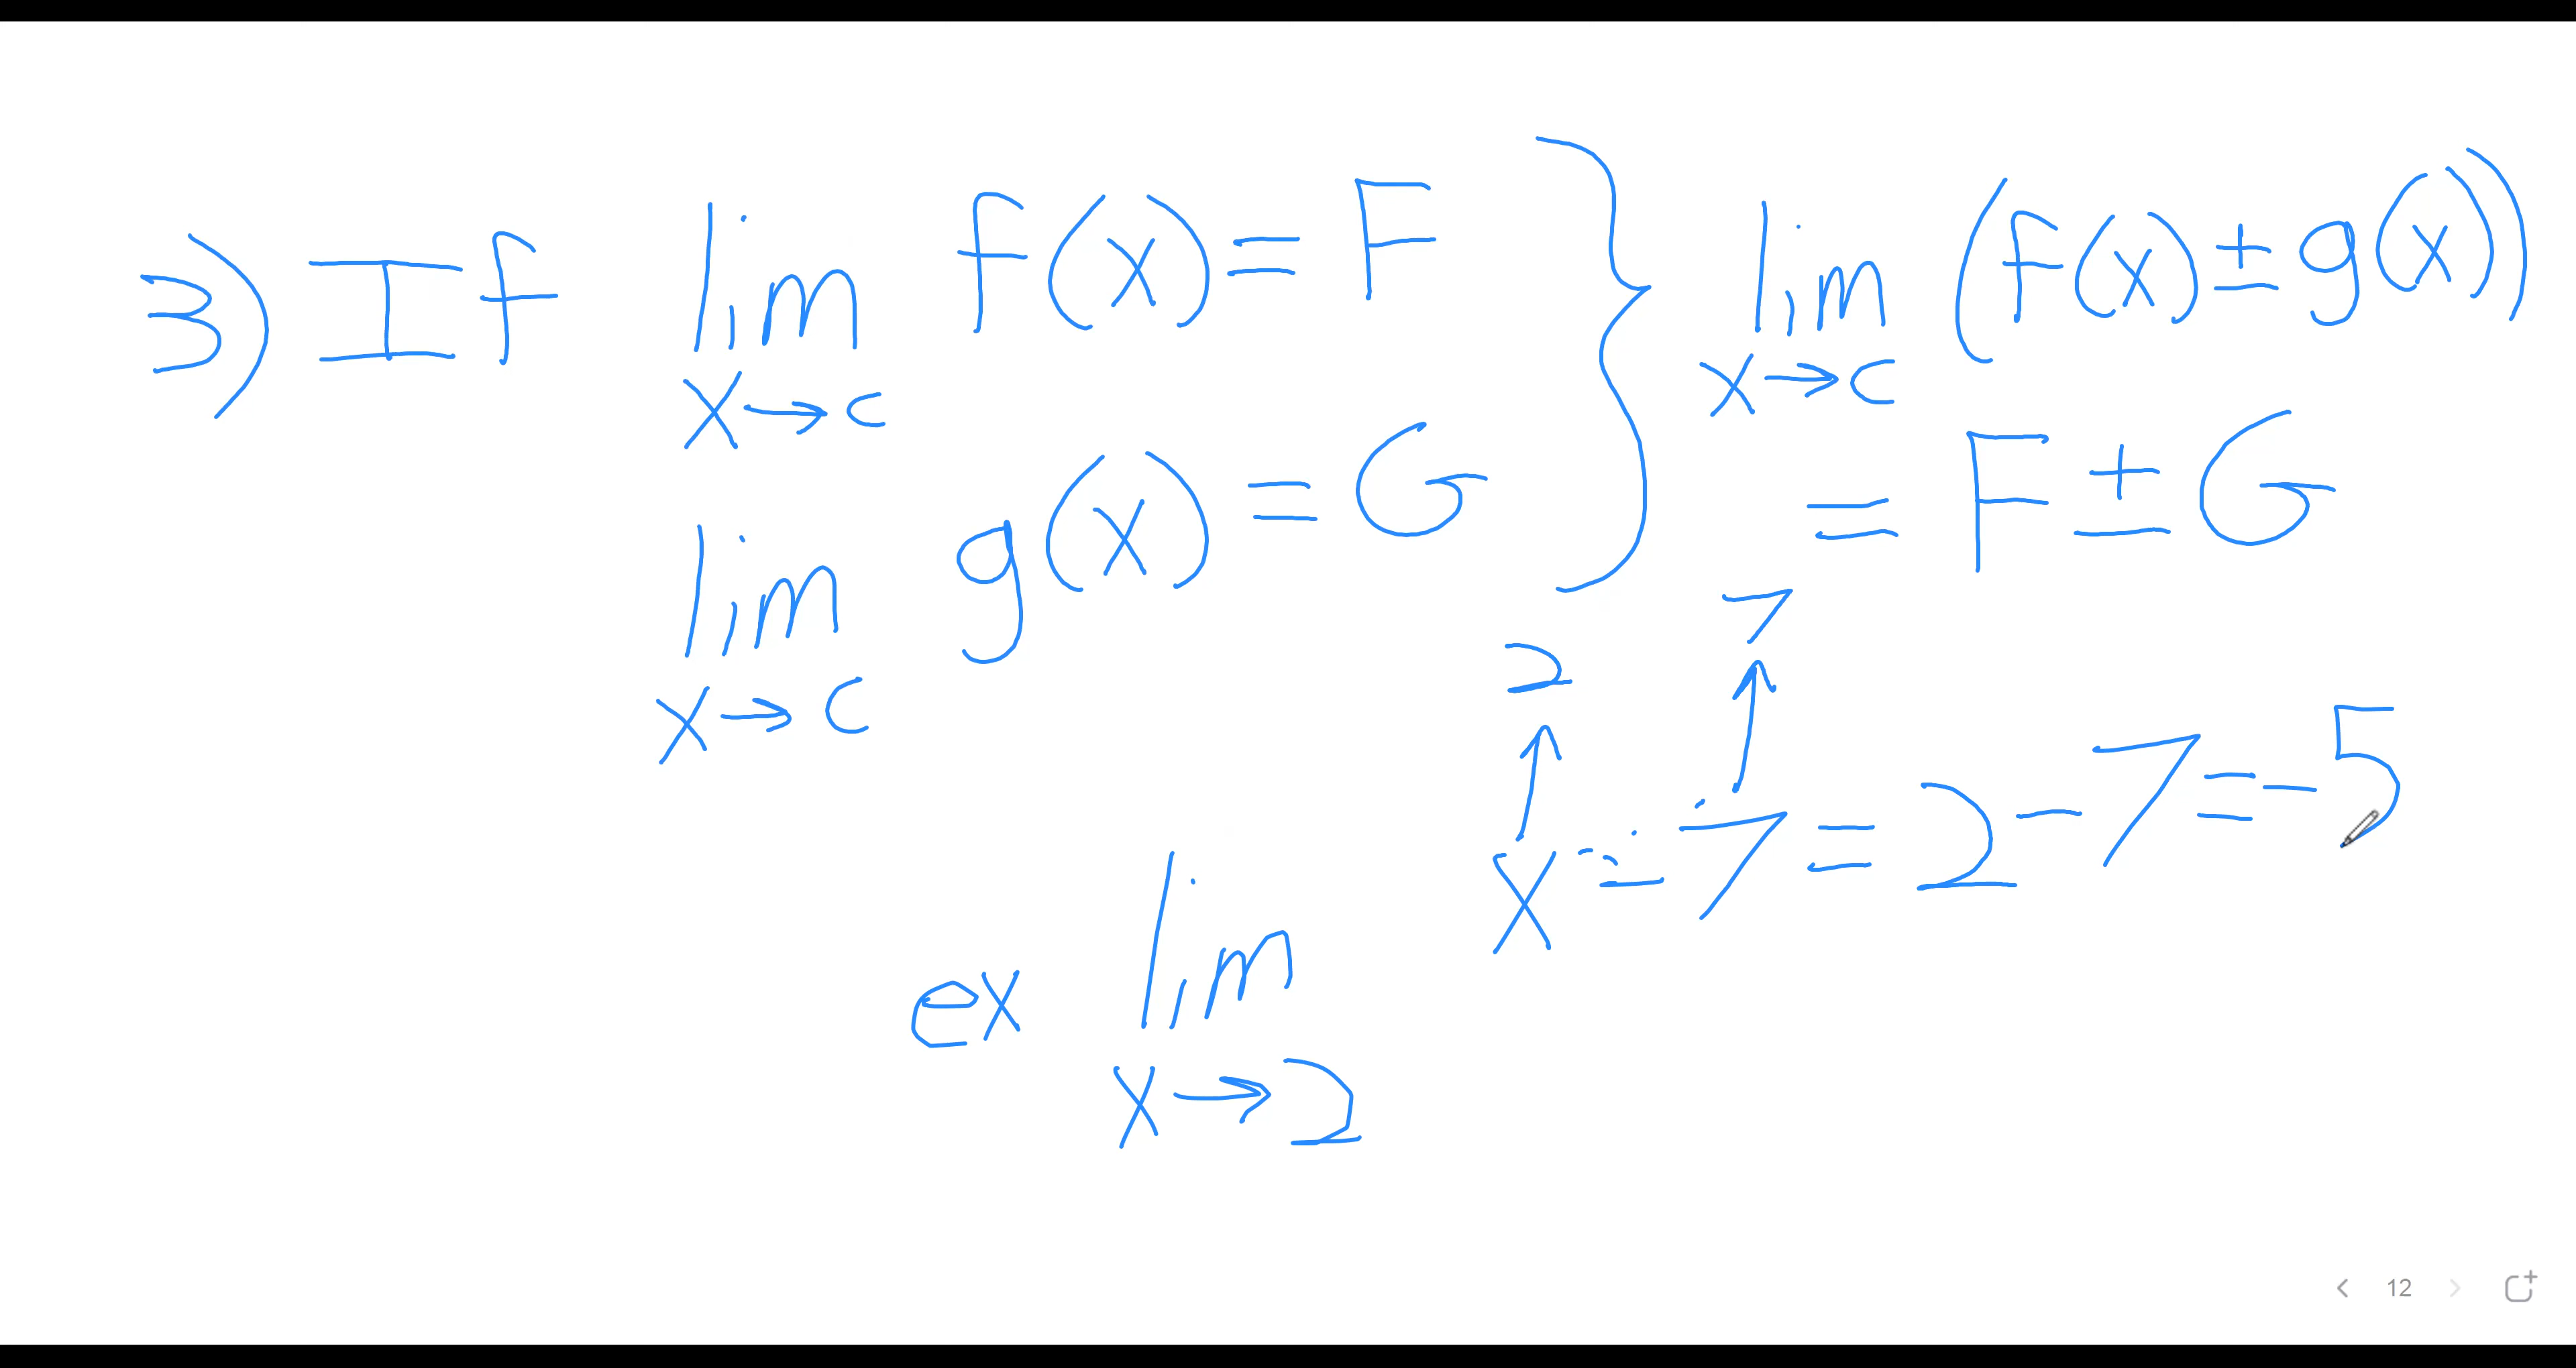 3) If lim f(x) = F } lim (f(x) ± g(x))
x→c x→c
lim g(x) = G = F ± G
x→c
2 7
x - 7 = 2 - 7 = -5
ex lim
x→2
12